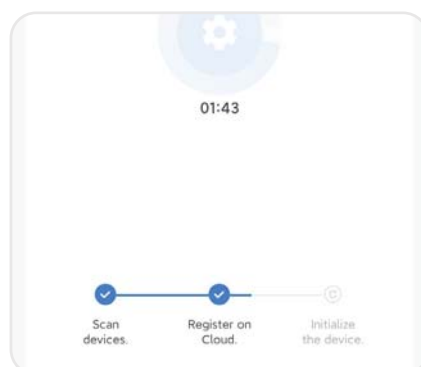 01:43
Scan
devices.
Register on
Cloud.
Initialize
the device.